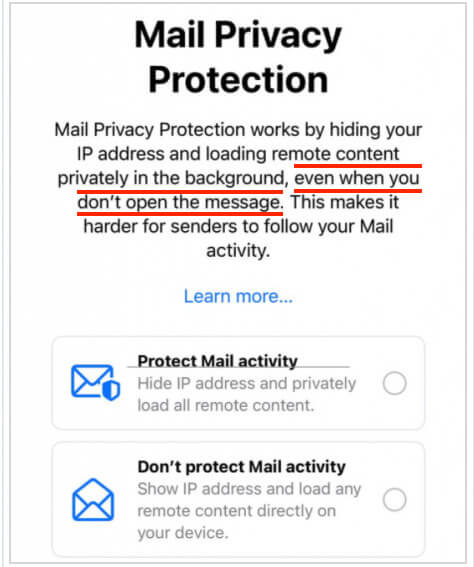 Mail Privacy
Protection
Mail Privacy Protection works by hiding your
IP address and loading remote content
privately in the background, even when you
don’t open the message. This makes it
harder for senders to follow your Mail
activity.
Learn more...
Protect Mail activity
Hide IP address and privately
load all remote content.
Don’t protect Mail activity
Show IP address and load any
remote content directly on
your device.